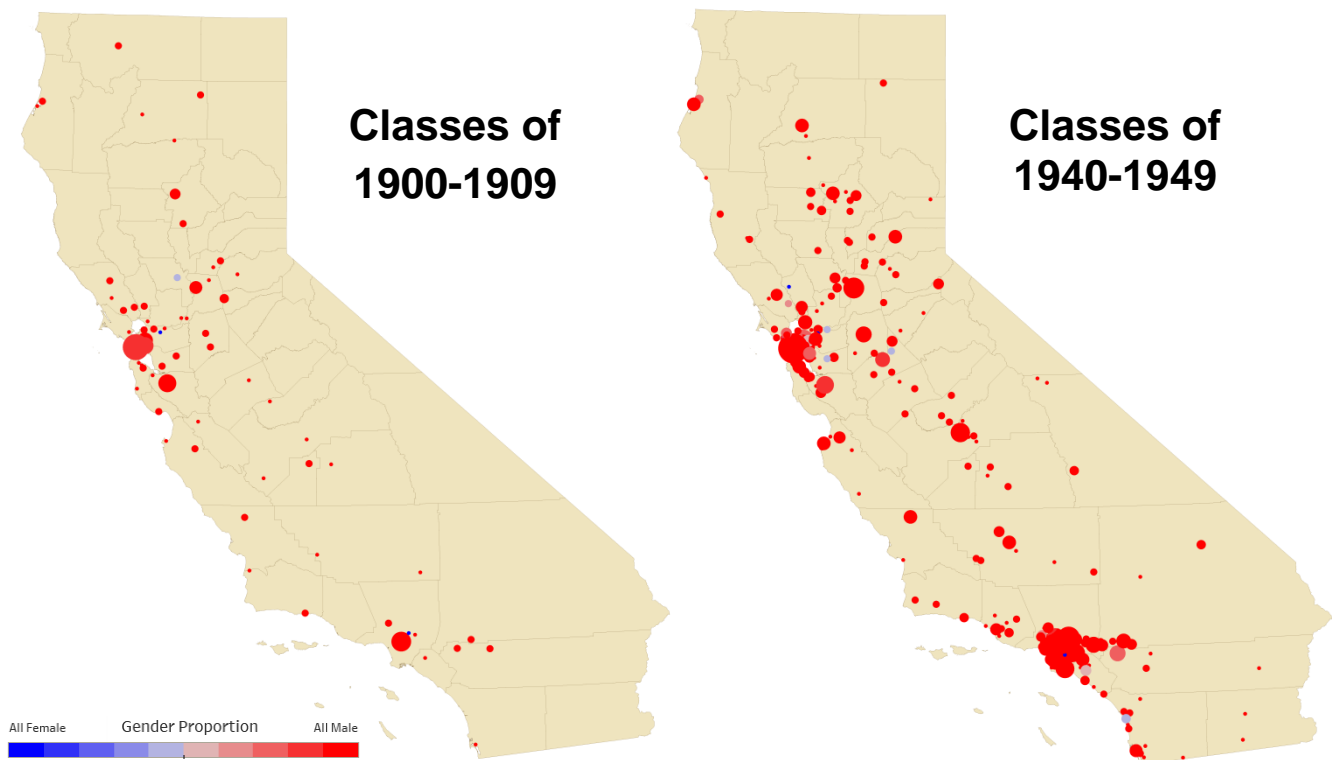 Classes of
1900-1909
Classes of
1940-1949
All Female Gender Proportion All Male